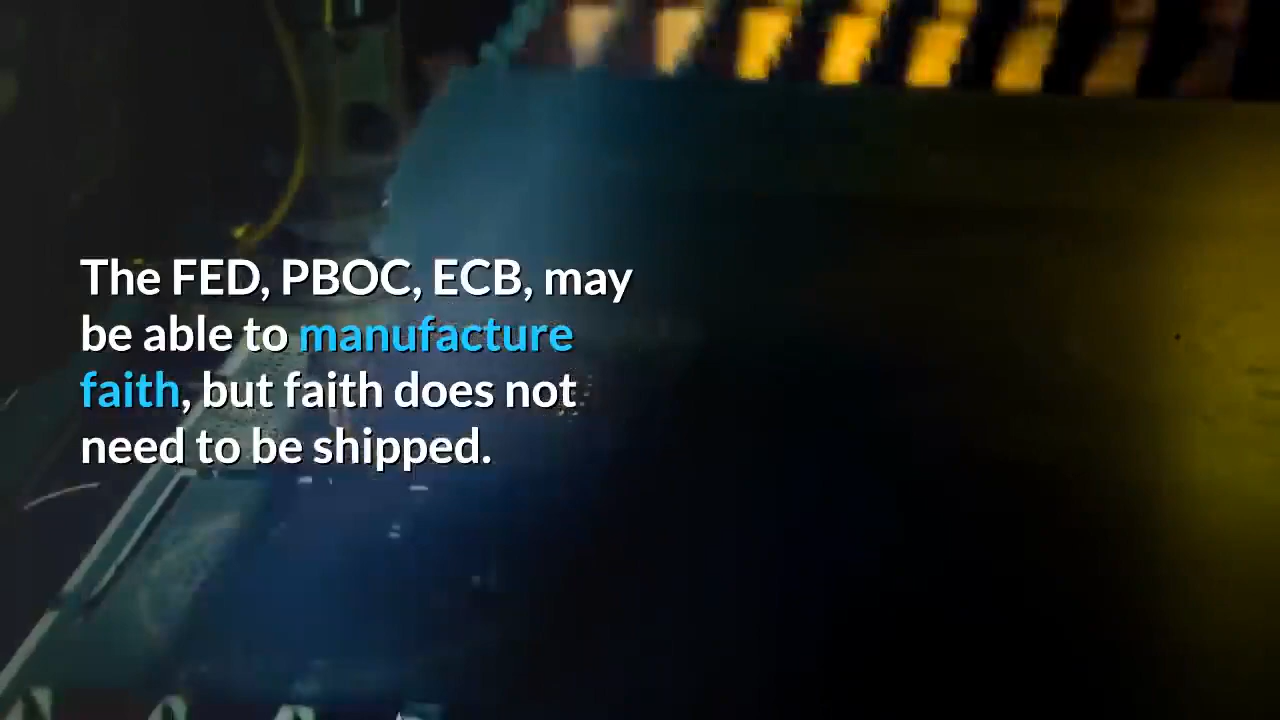 The FED, PBOC, ECB, may
be able to manufacture
faith, but faith does not
need to be shipped.